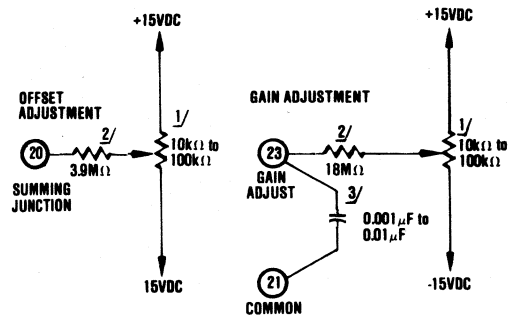 +15VDC
OFFSET
ADJUSTMENT
1/
2/
10kΩ to
100kΩ
20
3.9MΩ
SUMMING
JUNCTION
15VDC
+15VDC
GAIN ADJUSTMENT
1/
2/
10kΩ to
100kΩ
23
18MΩ
GAIN
ADJUST
3/
0.001μF to
0.01μF
21
COMMON
-15VDC